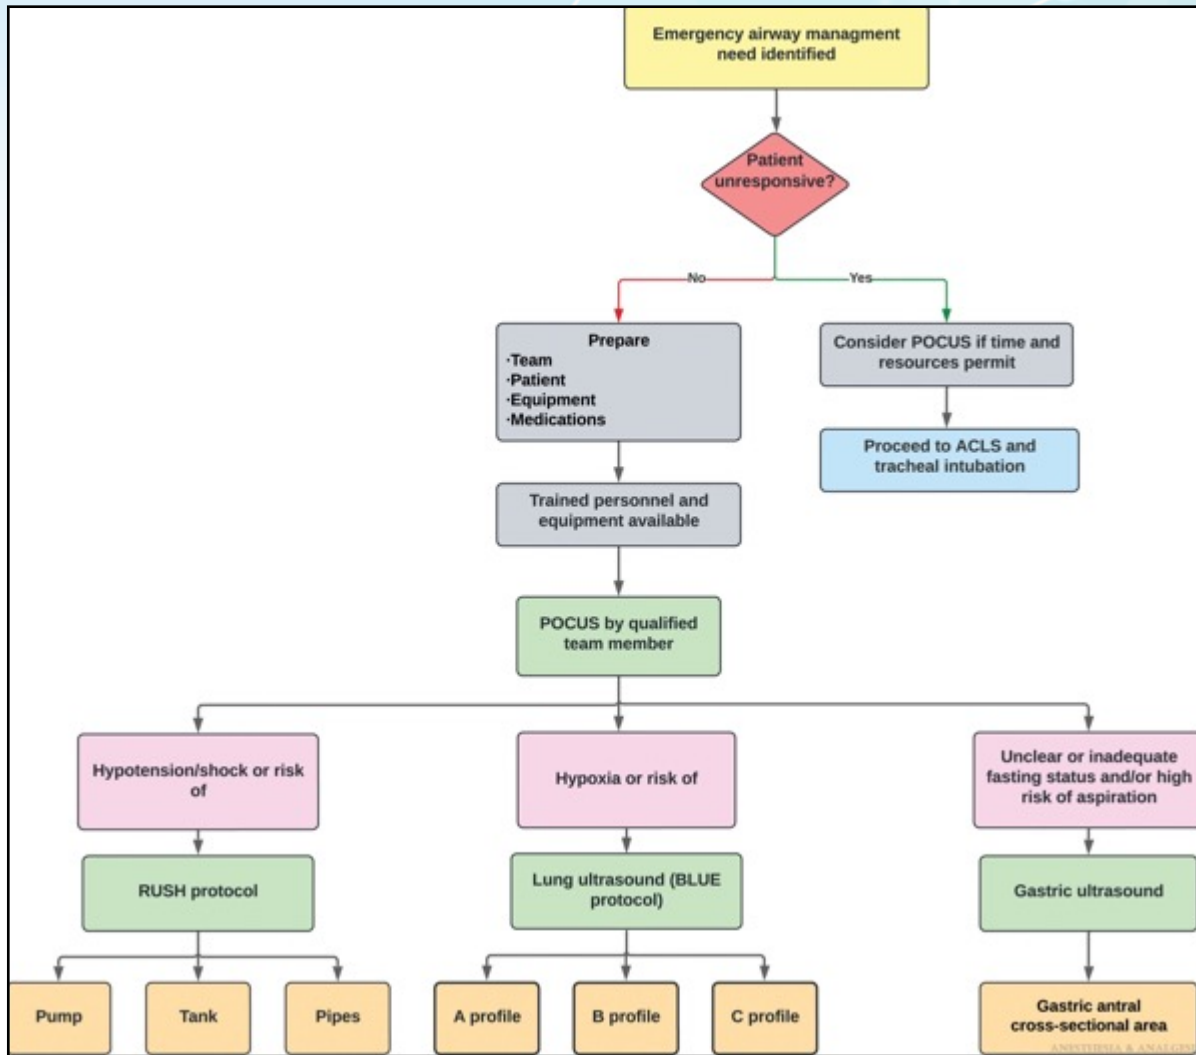 Emergency airway managment
need identified
Patient
unresponsive?
No
Yes
Prepare
·Team
·Patient
·Equipment
·Medications
Consider POCUS if time and
resources permit
Proceed to ACLS and
tracheal intubation
Trained personnel and
equipment available
POCUS by qualified
team member
Hypotension/shock or risk
of
Hypoxia or risk of
Unclear or inadequate
fasting status and/or high
risk of aspiration
RUSH protocol
Lung ultrasound (BLUE
protocol)
Gastric ultrasound
Pump
Tank
Pipes
A profile
B profile
C profile
Gastric antral
cross-sectional area
ANESTHESIA & ANALGESIA